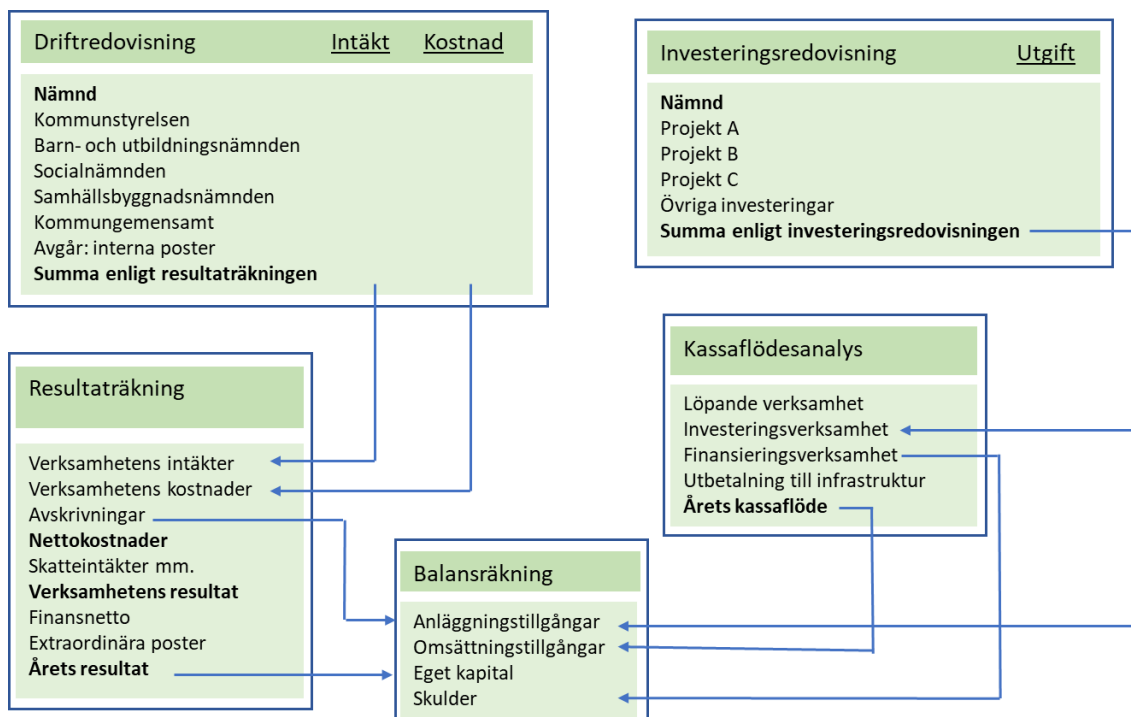 Driftredovisning Intäkt Kostnad
Nämnd
Kommunstyrelsen
Barn- och utbildningsnämnden
Socialnämnden
Samhällsbyggnadsnämnden
Kommungemensamt
Avgår: interna poster
Summa enligt resultaträkningen
Investeringsredovisning Utgift
Nämnd
Projekt A
Projekt B
Projekt C
Övriga investeringar
Summa enligt investeringsredovisningen
Resultaträkning
Verksamhetens intäkter
Verksamhetens kostnader
Avskrivningar
Nettokostnader
Skatteintäkter mm.
Verksamhetens resultat
Finansnetto
Extraordinära poster
Årets resultat
Kassaflödesanalys
Löpande verksamhet
Investeringsverksamhet
Finansieringsverksamhet
Utbetalning till infrastruktur
Årets kassaflöde
Balansräkning
Anläggningstillgångar
Omsättningstillgångar
Eget kapital
Skulder